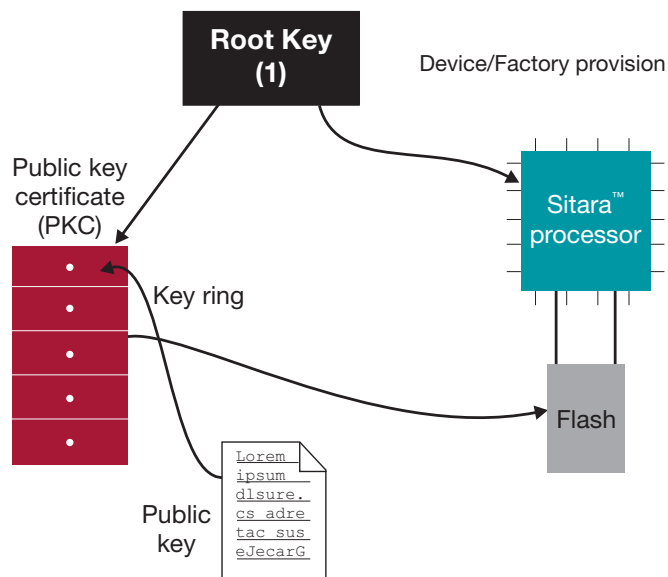 Root Key
(1)
Device/Factory provision
Public key
certificate
(PKC)
Sitara™
processor
Key ring
Flash
Lorem
ipsum
dlsure.
cs adre
tac sus
eJecarG
Public
key